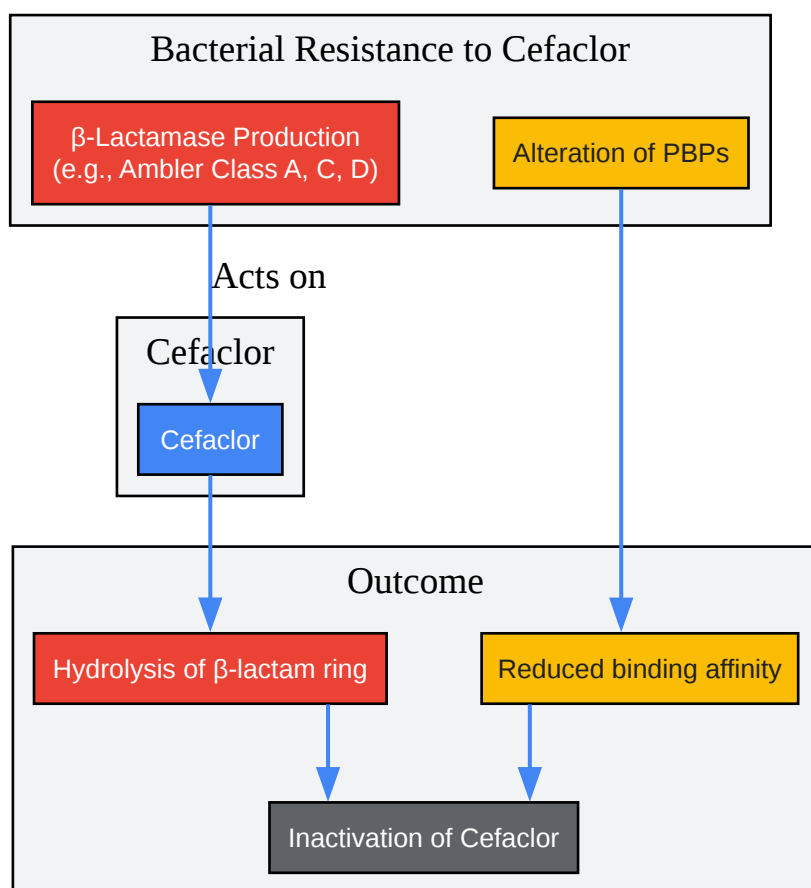 Bacterial Resistance to Cefaclor
β-Lactamase Production
(e.g., Ambler Class A, C, D)
Alteration of PBPs
Acts on
Cefaclor
Cefaclor
Outcome
Hydrolysis of β-lactam ring
Reduced binding affinity
Inactivation of Cefaclor